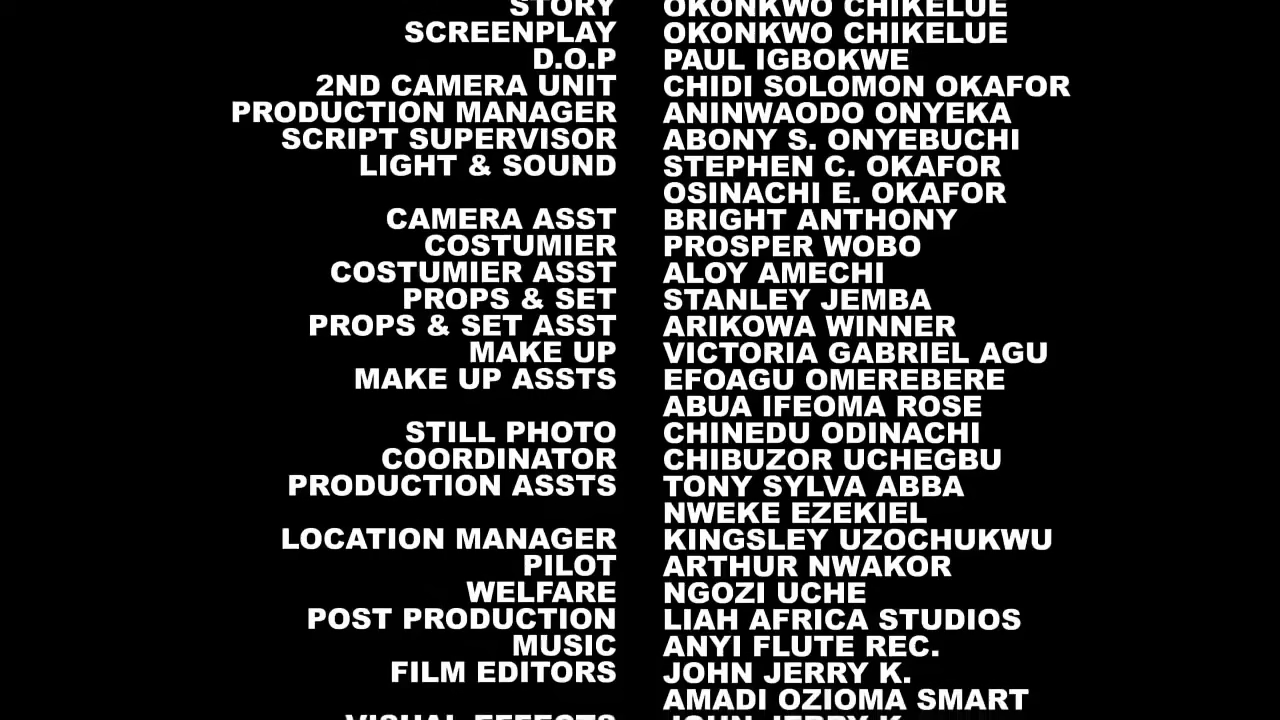 STORY OKONKWO CHIKELUE
SCREENPLAY OKONKWO CHIKELUE
D.O.P PAUL IGBOKWE
2ND CAMERA UNIT CHIDI SOLOMON OKAFOR
PRODUCTION MANAGER ANINWAODO ONYEKA
SCRIPT SUPERVISOR ABONY S. ONYEBUCHI
LIGHT & SOUND STEPHEN C. OKAFOR
OSINACHI E. OKAFOR
CAMERA ASST BRIGHT ANTHONY
COSTUMIER PROSPER WOBO
COSTUMIER ASST ALOY AMECHI
PROPS & SET STANLEY JEMBA
PROPS & SET ASST ARIKOWA WINNER
MAKE UP VICTORIA GABRIEL AGU
MAKE UP ASSTS EFOAGU OMEREBERE
ABUA IFEOMA ROSE
STILL PHOTO CHINEDU ODINACHI
COORDINATOR CHIBUZOR UCHEGBU
PRODUCTION ASSTS TONY SYLVA ABBA
NWEKE EZEKIEL
LOCATION MANAGER KINGSLEY UZOCHUKWU
PILOT ARTHUR NWAKOR
WELFARE NGOZI UCHE
POST PRODUCTION LIAH AFRICA STUDIOS
MUSIC ANYI FLUTE REC.
FILM EDITORS JOHN JERRY K.
AMADI OZIOMA SMART
VISUAL EFFECTS JOHN JERRY K.